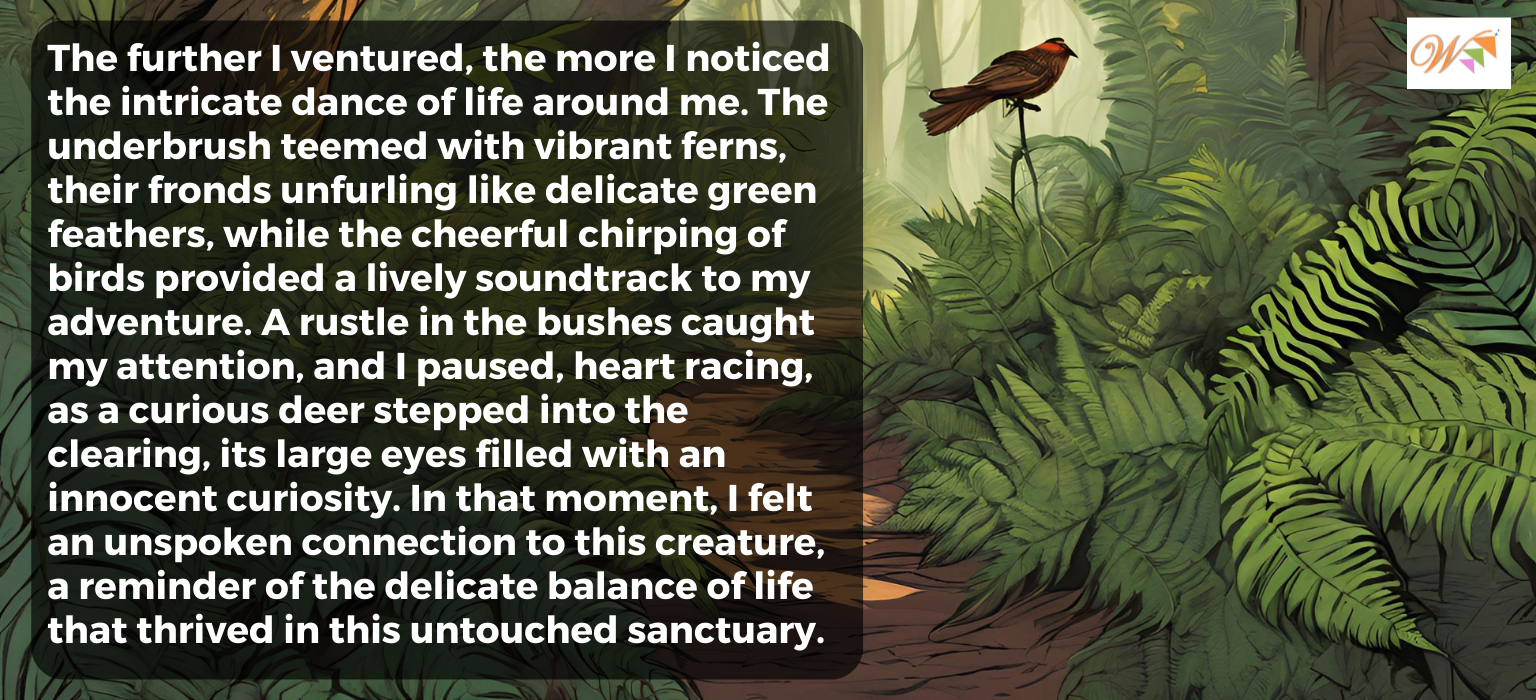 The further I ventured, the more I noticed
the intricate dance of life around me. The
underbrush teemed with vibrant ferns,
their fronds unfurling like delicate green
feathers, while the cheerful chirping of
birds provided a lively soundtrack to my
adventure. A rustle in the bushes caught
my attention, and I paused, heart racing,
as a curious deer stepped into the
clearing, its large eyes filled with an
innocent curiosity. In that moment, I felt
an unspoken connection to this creature,
a reminder of the delicate balance of life
that thrived in this untouched sanctuary.
W